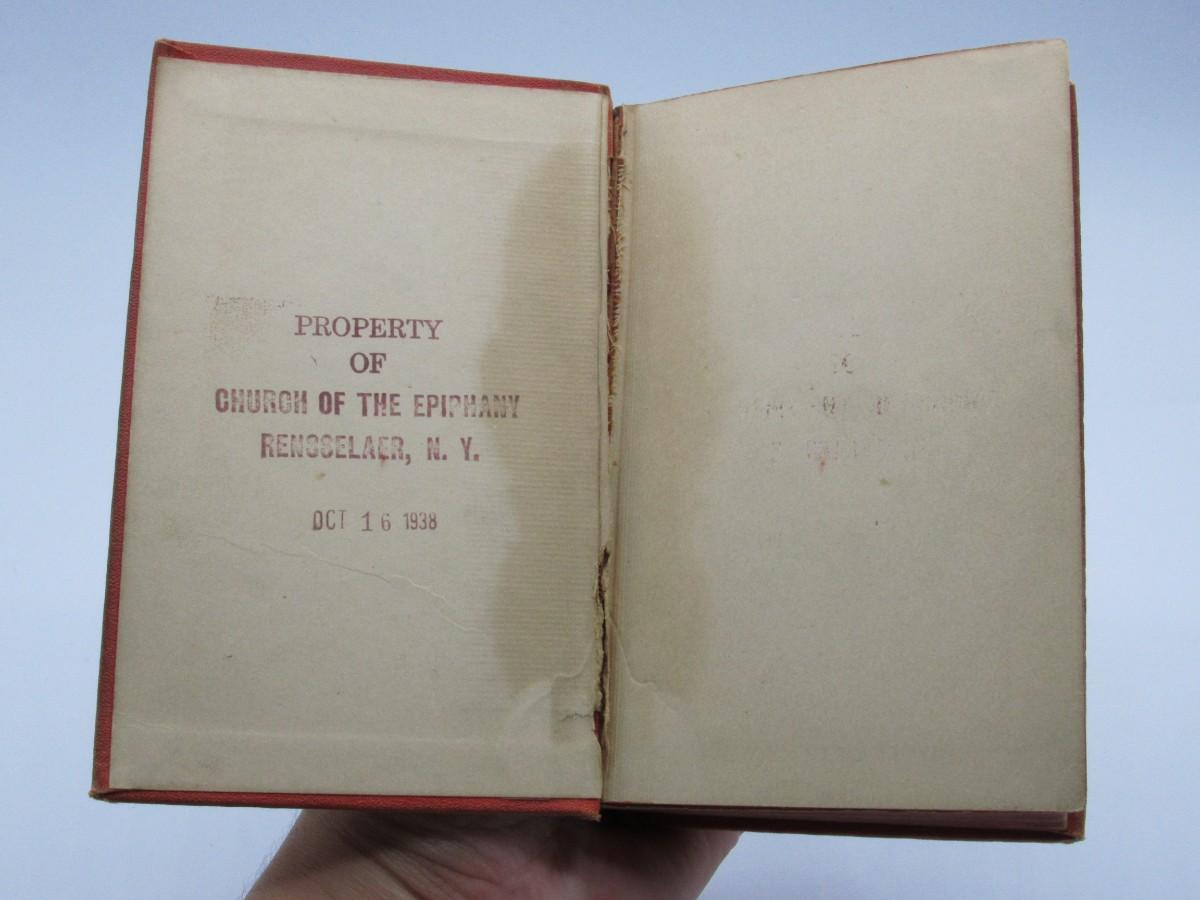 PROPERTY
OF
CHURCH OF THE EPIPHANY
RENSSELAER, N. Y.
OCT 16 1938